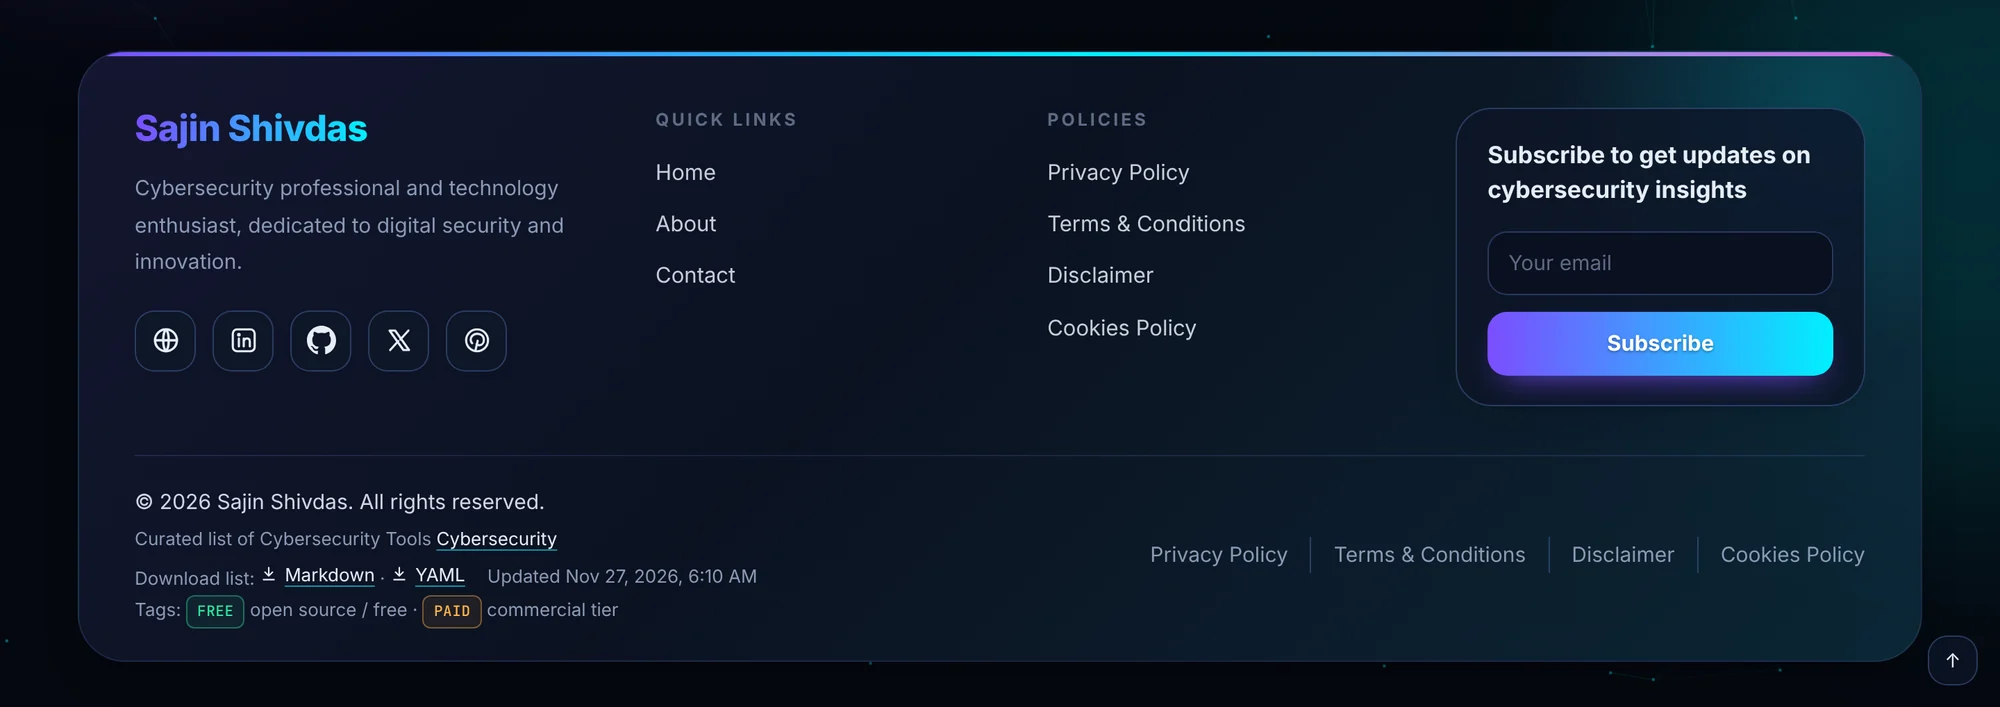 Sajin Shivdas
Cybersecurity professional and technology
enthusiast, dedicated to digital security and
innovation.
QUICK LINKS
Home
About
Contact
POLICIES
Privacy Policy
Terms & Conditions
Disclaimer
Cookies Policy
Subscribe to get updates on
cybersecurity insights
Your email
Subscribe
© 2026 Sajin Shivdas. All rights reserved.
Curated list of Cybersecurity Tools Cybersecurity
Download list: Markdown · YAML Updated Nov 27, 2026, 6:10 AM
Tags: FREE open source / free · PAID commercial tier
Privacy Policy Terms & Conditions Disclaimer Cookies Policy